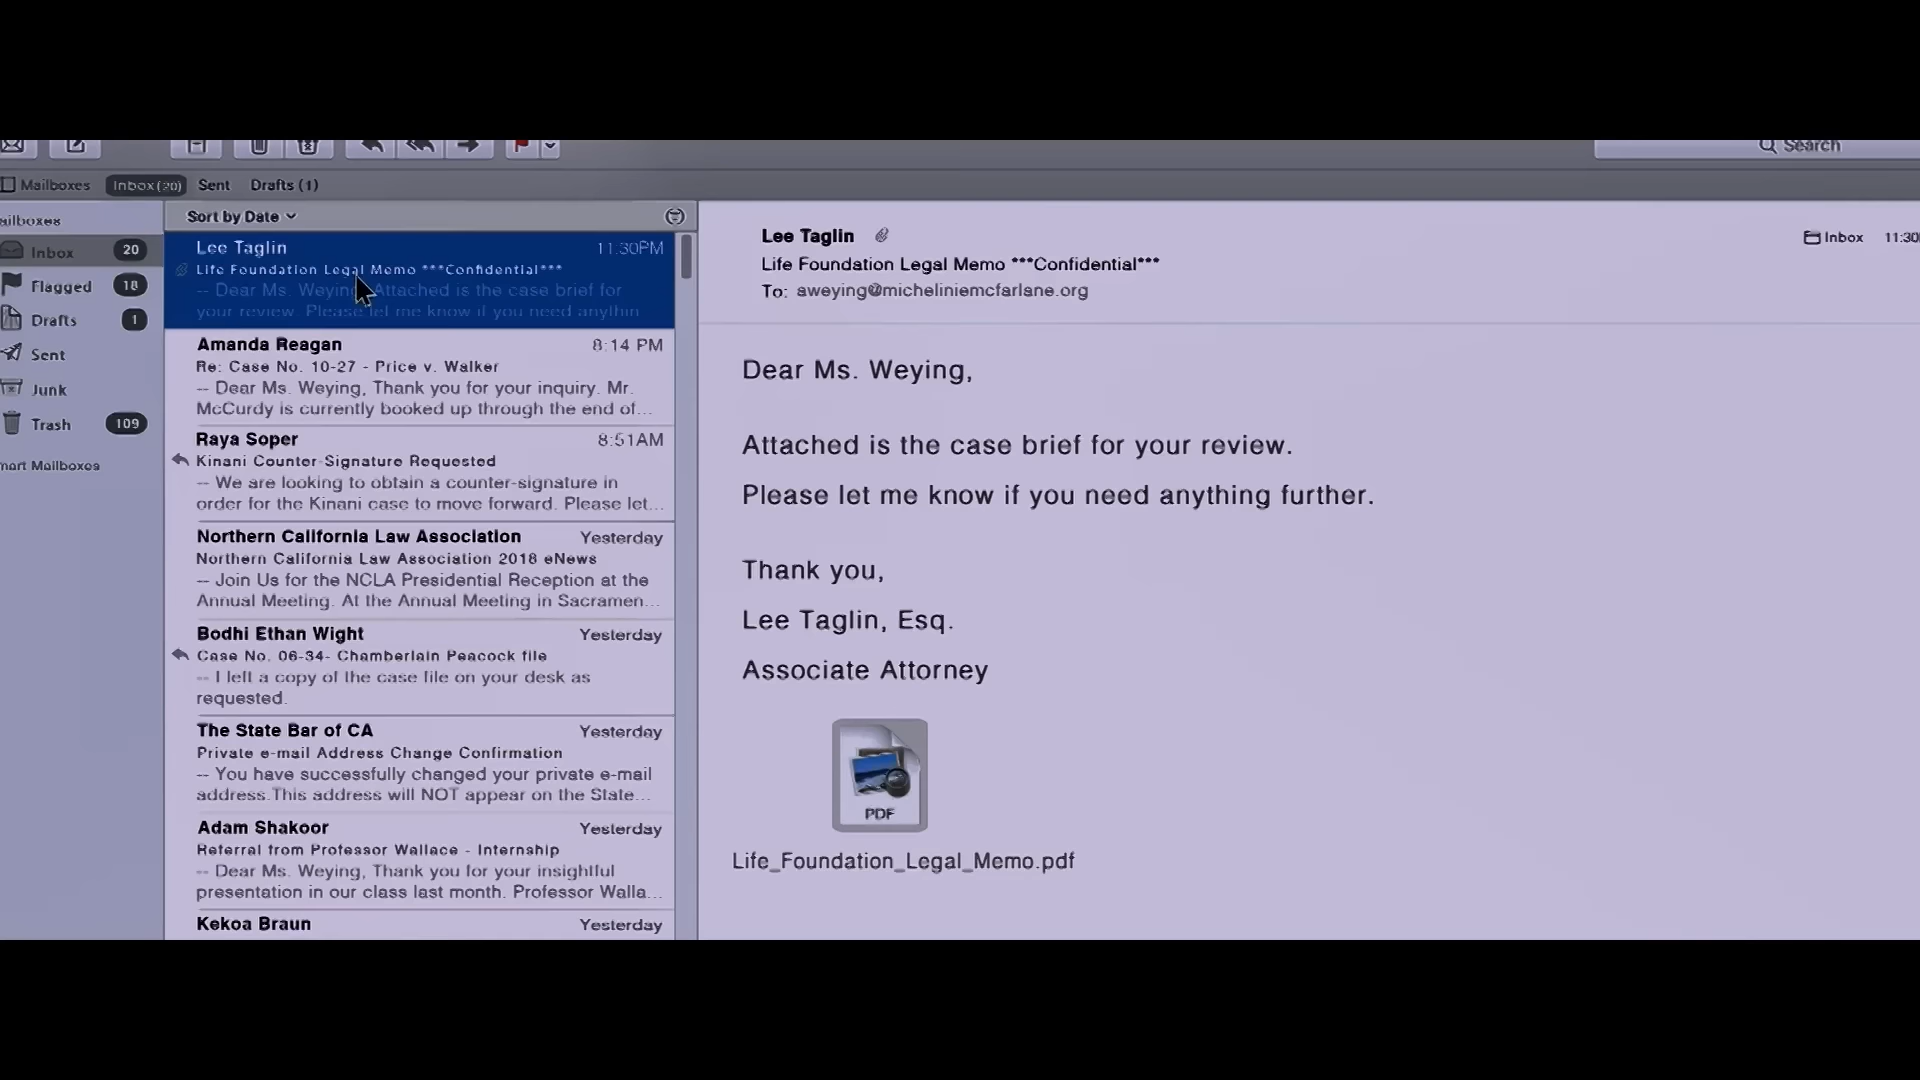 Search
Mailboxes
Inbox (20)
Sent
Drafts (1)
ailboxes
Inbox 20
Flagged 18
Drafts 1
Sent
Junk
Trash 109
mart Mailboxes
Sort by Date
Lee Taglin 11:30PM
Life Foundation Legal Memo ***Confidential***
-- Dear Ms. Weying, Attached is the case brief for
your review. Please let me know if you need anythin
Amanda Reagan 8:14 PM
Re: Case No. 10-27 - Price v. Walker
-- Dear Ms. Weying, Thank you for your inquiry. Mr.
McCurdy is currently booked up through the end of...
Raya Soper 8:51AM
Kinani Counter-Signature Requested
-- We are looking to obtain a counter-signature in
order for the Kinani case to move forward. Please let...
Northern California Law Association Yesterday
Northern California Law Association 2018 eNews
-- Join Us for the NCLA Presidential Reception at the
Annual Meeting. At the Annual Meeting in Sacramen...
Bodhi Ethan Wight Yesterday
Case No. 06-34- Chamberlain Peacock file
-- I left a copy of the case file on your desk as
requested.
The State Bar of CA Yesterday
Private e-mail Address Change Confirmation
-- You have successfully changed your private e-mail
address.This address will NOT appear on the State...
Adam Shakoor Yesterday
Referral from Professor Wallace - Internship
-- Dear Ms. Weying, Thank you for your insightful
presentation in our class last month. Professor Walla...
Kekoa Braun Yesterday
Lee Taglin
Inbox 11:30
Life Foundation Legal Memo ***Confidential***
To: aweying@micheliniemcfarlane.org
Dear Ms. Weying,
Attached is the case brief for your review.
Please let me know if you need anything further.
Thank you,
Lee Taglin, Esq.
Associate Attorney
PDF
Life_Foundation_Legal_Memo.pdf